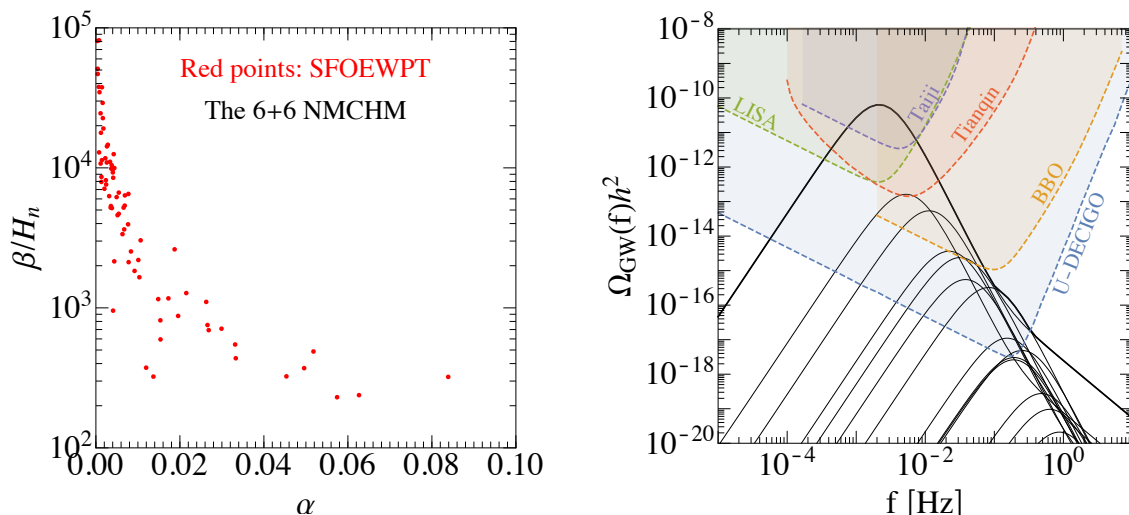 10^5
10^4
10^3
10^2
β/H_n
Red points: SFOEWPT
The 6+6 NMCHM
0.00 0.02 0.04 0.06 0.08 0.10
α
10^-8
10^-10
10^-12
10^-14
10^-16
10^-18
10^-20
Ω_GW(f)h^2
LISA
Taiji
Tianqin
BBO
U-DECIGO
10^-4 10^-2 10^0
f [Hz]